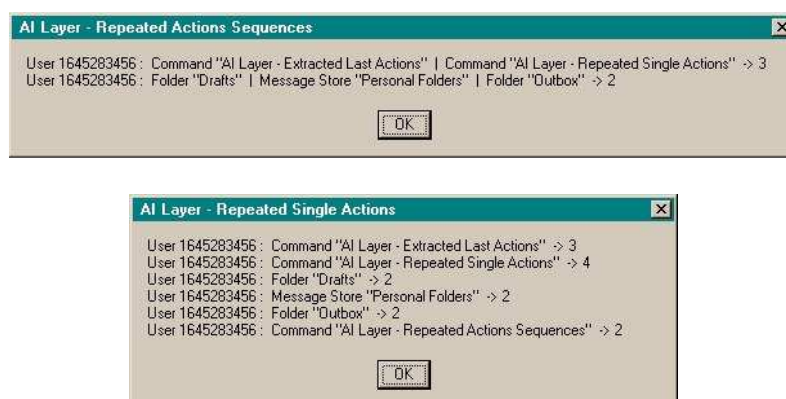 AI Layer - Repeated Actions Sequences
User 1645283456 : Command "AI Layer - Extracted Last Actions" | Command "AI Layer - Repeated Single Actions" -> 3
User 1645283456 : Folder "Drafts" | Message Store "Personal Folders" | Folder "Outbox" -> 2
OK
AI Layer - Repeated Single Actions
User 1645283456 : Command "AI Layer - Extracted Last Actions" -> 3
User 1645283456 : Command "AI Layer - Repeated Single Actions" -> 4
User 1645283456 : Folder "Drafts" -> 2
User 1645283456 : Message Store "Personal Folders" -> 2
User 1645283456 : Folder "Outbox" -> 2
User 1645283456 : Command "AI Layer - Repeated Actions Sequences" -> 2
OK